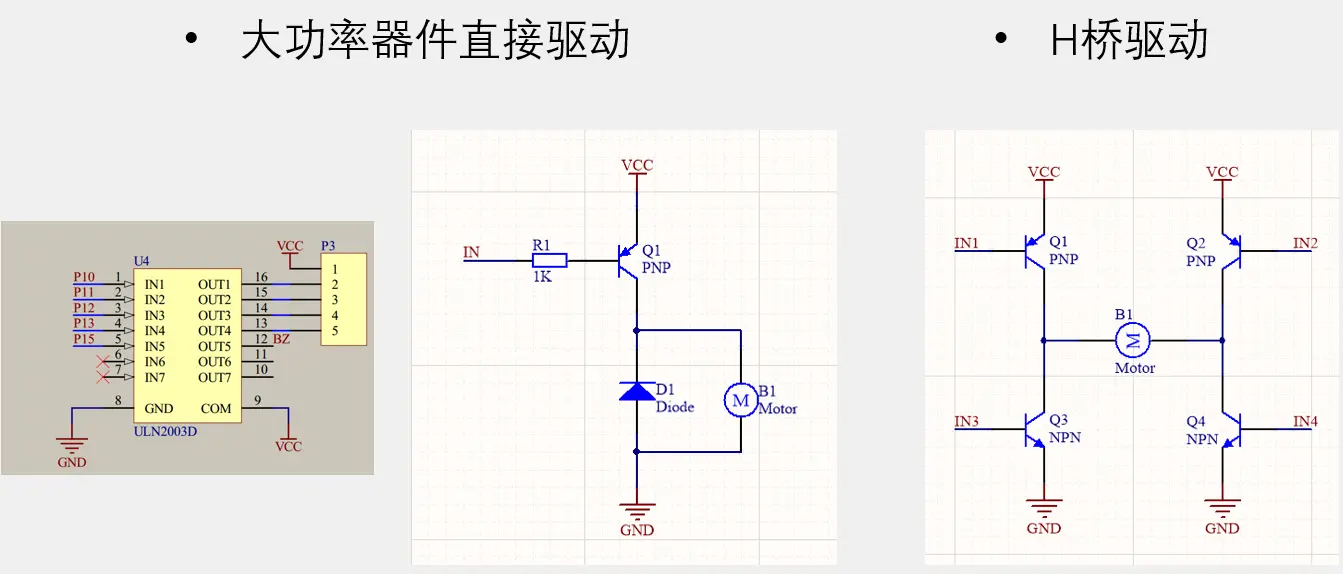 • 大功率器件直接驱动
• H桥驱动
U4
P10 1 IN1 OUT1 16
P11 2 IN2 OUT2 15
P12 3 IN3 OUT3 14
P13 4 IN4 OUT4 13
P15 5 IN5 OUT5 12 BZ
6 IN6 OUT6 11
7 IN7 OUT7 10
8 GND COM 9
ULN2003D
GND
VCC
VCC
P3
1
2
3
4
5
VCC
IN
R1
1K
Q1
PNP
D1
Diode
M
B1
Motor
GND
VCC
VCC
IN1
Q1
PNP
Q2
PNP
IN2
B1
M
Motor
IN3
Q3
NPN
Q4
NPN
IN4
GND
GND